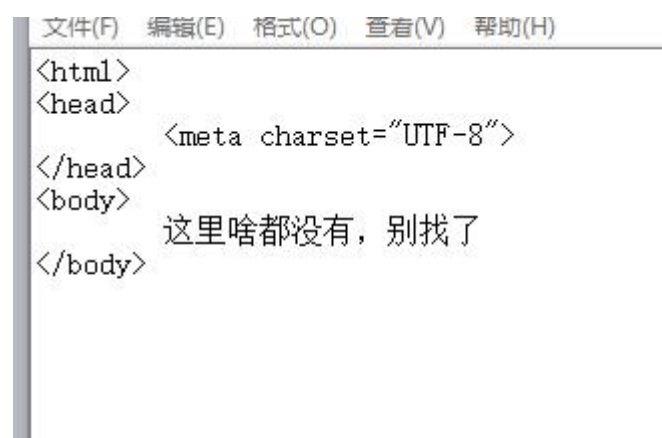 文件(F) 编辑(E) 格式(O) 查看(V) 帮助(H)
<html>
<head>
<meta charset="UTF-8">
</head>
<body>
这里啥都没有，别找了
</body>